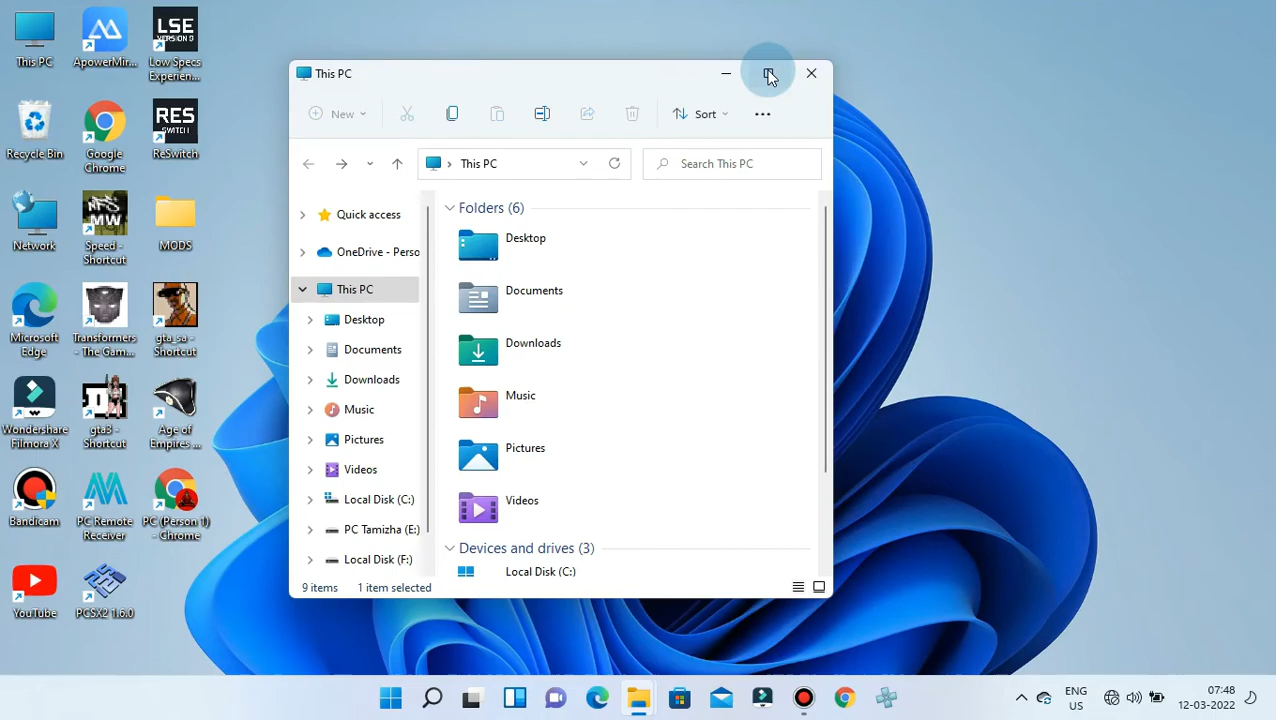 This PC
ApowerMir...
LSE
VERSION 9
Low Specs
Experien...
Recycle Bin
Google
Chrome
RES
SWITCH
ReSwitch
Network
MW
Speed -
Shortcut
MODS
Microsoft
Edge
Transformers
- The Gam...
gta_sa -
Shortcut
Wondershare
Filmora X
gta3 -
Shortcut
Age of
Empires ...
Bandicam
PC Remote
Receiver
PC (Person 1)
- Chrome
YouTube
PCSX2 1.6.0
This PC
New
Sort
This PC
Search This PC
Quick access
OneDrive - Perso
This PC
Desktop
Documents
Downloads
Music
Pictures
Videos
Local Disk (C:)
PC Tamizha (E:)
Local Disk (F:)
Folders (6)
Desktop
Documents
Downloads
Music
Pictures
Videos
Devices and drives (3)
Local Disk (C:)
9 items
1 item selected
ENG
US
07:48
12-03-2022